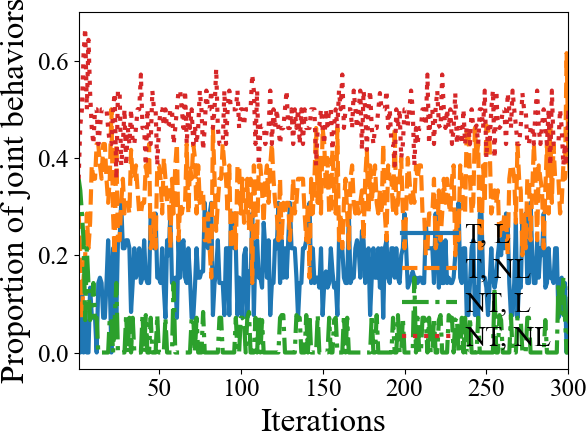 Proportion of joint behaviors
0.6
0.4
0.2
0.0
T, L
T, NL
NT, L
NT, NL
50
100
150
200
250
300
Iterations